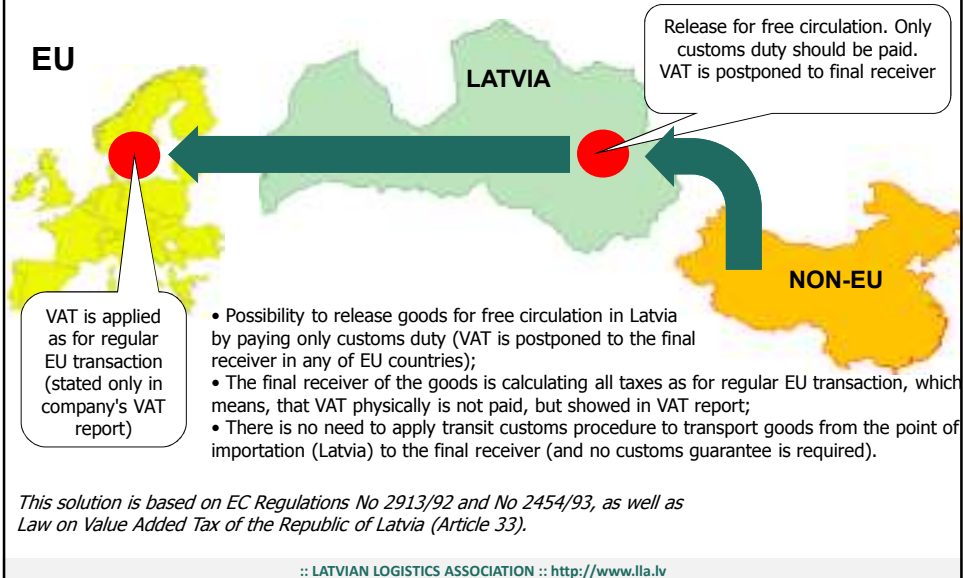 EU
LATVIA
Release for free circulation. Only
customs duty should be paid.
VAT is postponed to final receiver
NON-EU
VAT is applied
as for regular
EU transaction
(stated only in
company's VAT
report)
• Possibility to release goods for free circulation in Latvia
by paying only customs duty (VAT is postponed to the final
receiver in any of EU countries);
• The final receiver of the goods is calculating all taxes as for regular EU transaction, which
means, that VAT physically is not paid, but showed in VAT report;
• There is no need to apply transit customs procedure to transport goods from the point of
importation (Latvia) to the final receiver (and no customs guarantee is required).
This solution is based on EC Regulations No 2913/92 and No 2454/93, as well as
Law on Value Added Tax of the Republic of Latvia (Article 33).
:: LATVIAN LOGISTICS ASSOCIATION :: http://www.lla.lv